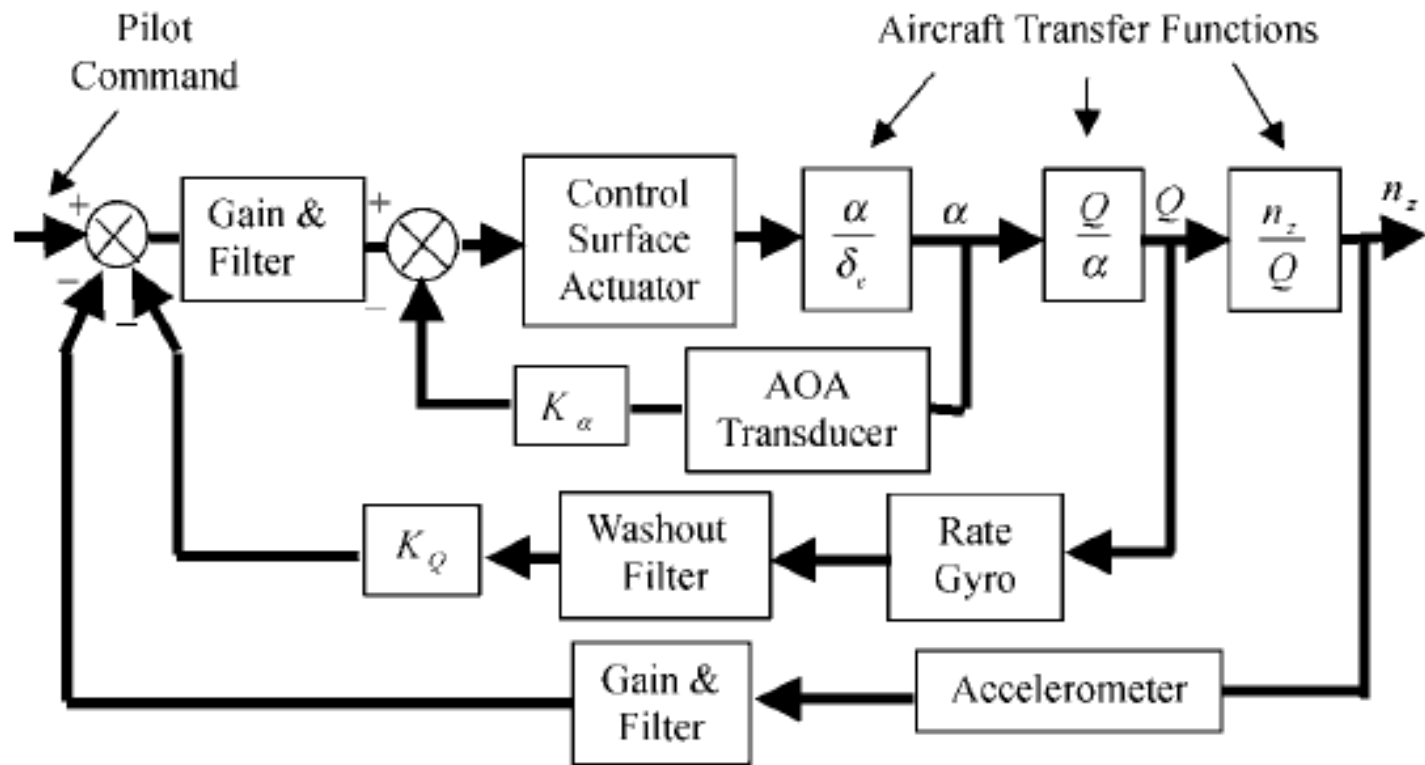 Pilot
Command
Aircraft Transfer Functions
+
−
−
Gain &
Filter
+
−
Control
Surface
Actuator
α
δe
α
Q
α
Q
nz
Q
nz
Kα
AOA
Transducer
KQ
Washout
Filter
Rate
Gyro
Gain &
Filter
Accelerometer